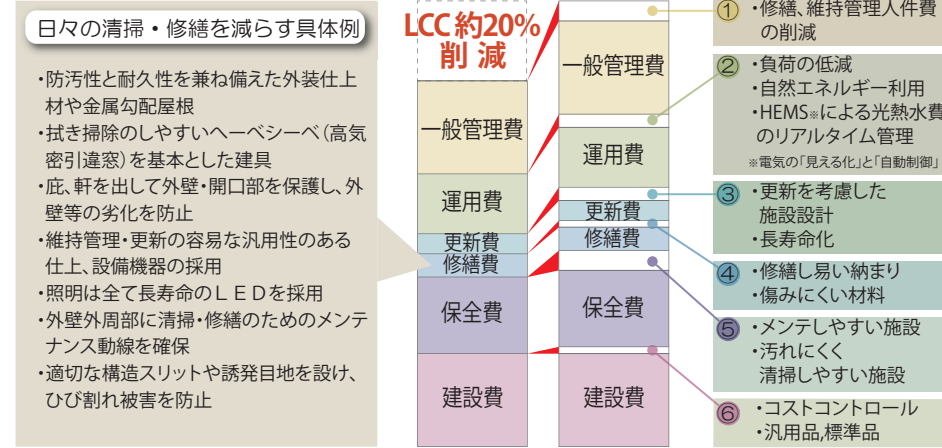 日々の清掃・修繕を減らす具体例
・防汚性と耐久性を兼ね備えた外装仕上
材や金属勾配屋根
・拭き掃除のしやすいヘーベシーベ（高気
密引違窓）を基本とした建具
・庇、軒を出して外壁・開口部を保護し、外
壁等の劣化を防止
・維持管理・更新の容易な汎用性のある
仕上、設備機器の採用
・照明は全て長寿命のＬＥＤを採用
・外壁外周部に清掃・修繕のためのメンテ
ナンス動線を確保
・適切な構造スリットや誘発目地を設け、
ひび割れ被害を防止
LCC 約20%
削 減
一般管理費
運用費
更新費
修繕費
保全費
建設費
一般管理費
運用費
更新費
修繕費
保全費
建設費
① ・修繕、維持管理人件費
の削減
② ・負荷の低減
・自然エネルギー利用
・HEMS※による光熱水費
のリアルタイム管理
※電気の「見える化」と「自動制御」
③ ・更新を考慮した
施設設計
・長寿命化
④ ・修繕し易い納まり
・傷みにくい材料
⑤ ・メンテしやすい施設
・汚れにくく
清掃しやすい施設
⑥ ・コストコントロール
・汎用品,標準品